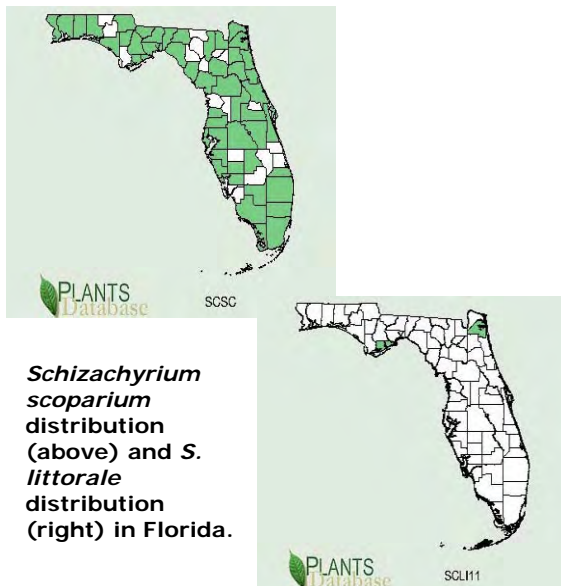 PLANTS
Database
SCSC
Schizachyrium
scoparium
distribution
(above) and S.
littorale
distribution
(right) in Florida.
PLANTS
Database
SCLI11